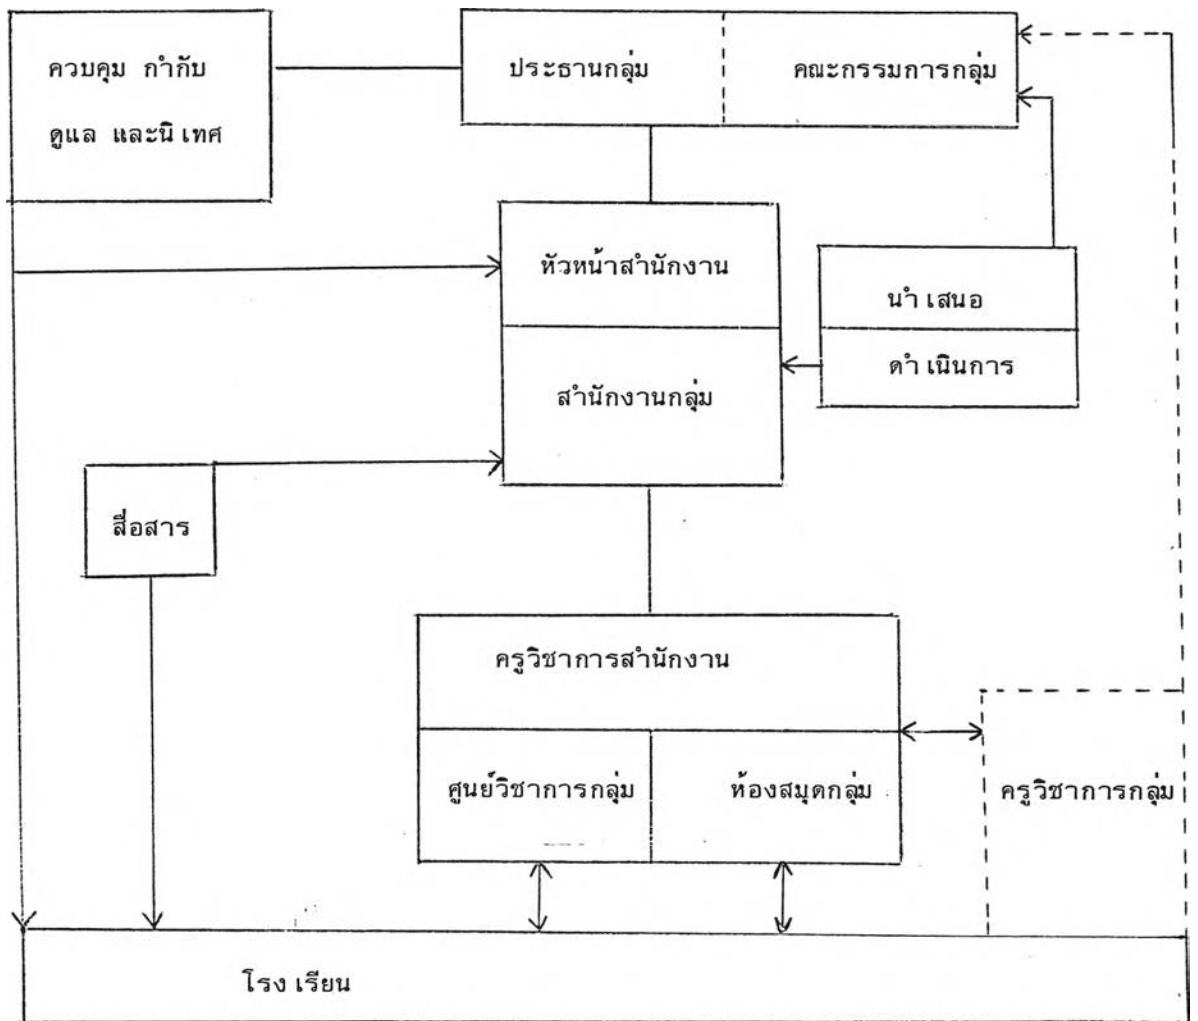 ควบคุม กำกับ
ดูแล และนิเทศ
ประธานกลุ่ม
คณะกรรมการกลุ่ม
หัวหน้าสำนักงาน
นำเสนอ
ดำเนินการ
สำนักงานกลุ่ม
สื่อสาร
ครูวิชาการสำนักงาน
ศูนย์วิชาการกลุ่ม
ห้องสมุดกลุ่ม
ครูวิชาการกลุ่ม
โรงเรียน